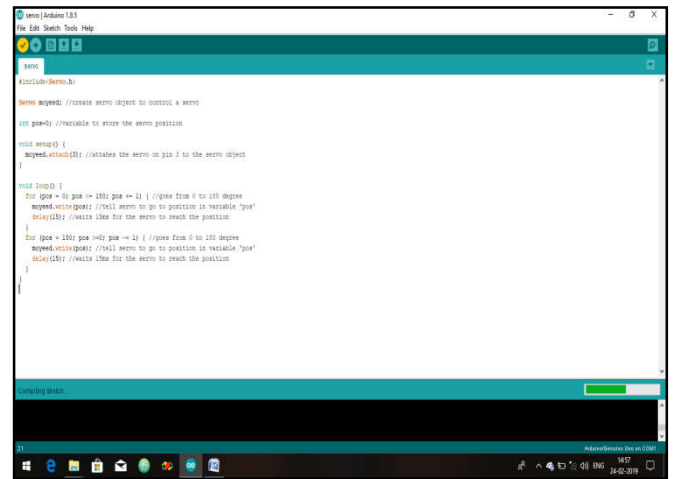 servo | Arduino 1.8.5
File Edit Sketch Tools Help
servo
#include<Servo.h>
Servo moyeed; //create servo object to control a servo
int pos=0; //variable to store the servo position
void setup() {
moyeed.attach(3); //attahes the servo on pin 3 to the servo object
}
void loop() {
for (pos = 0; pos <= 180; pos += 1) { //goes from 0 to 180 degree
moyeed.write(pos); //tell servo to go to position in variable "pos"
delay(15); //waits 15ms for the servo to reach the position
}
for (pos = 180; pos >=0; pos -= 1) { //goes from 0 to 180 degree
moyeed.write(pos); //tell servo to go to position in variable "pos"
delay(15); //waits 15ms for the servo to reach the position
}
}
Compiling sketch...
21
Arduino/Genuino Uno on COM1
ENG
14:57
24-02-2019